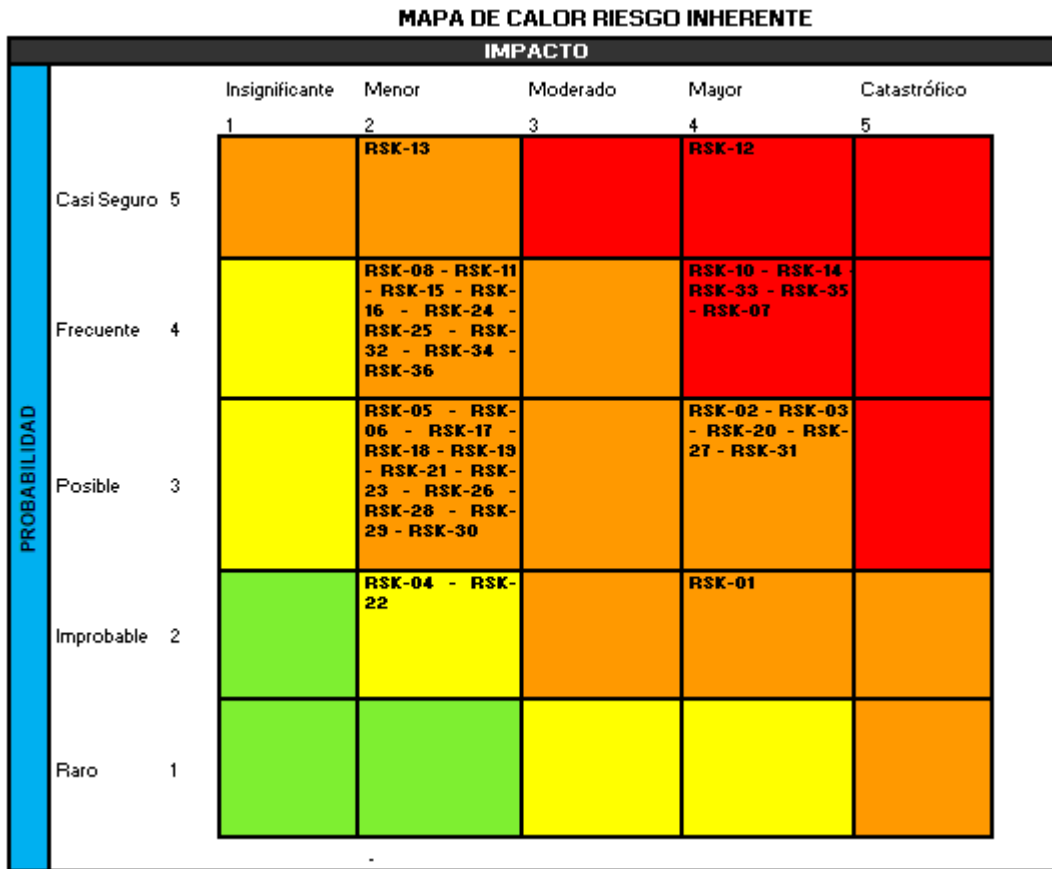 MAPA DE CALOR RIESGO INHERENTE
IMPACTO
Insignificante Menor Moderado Mayor Catastrófico
1 2 3 4 5
PROBABILIDAD
Casi Seguro 5
RSK-13
RSK-12
Frecuente 4
RSK-08 - RSK-11
- RSK-15 - RSK-
16 - RSK-24 -
RSK-25 - RSK-
32 - RSK-34 -
RSK-36
RSK-10 - RSK-14 -
RSK-33 - RSK-35
- RSK-07
Posible 3
RSK-05 - RSK-
06 - RSK-17 -
RSK-18 - RSK-19
- RSK-21 - RSK-
23 - RSK-26 -
RSK-28 - RSK-
29 - RSK-30
RSK-02 - RSK-03
- RSK-20 - RSK-
27 - RSK-31
Improbable 2
RSK-04 - RSK-
22
RSK-01
Raro 1
-